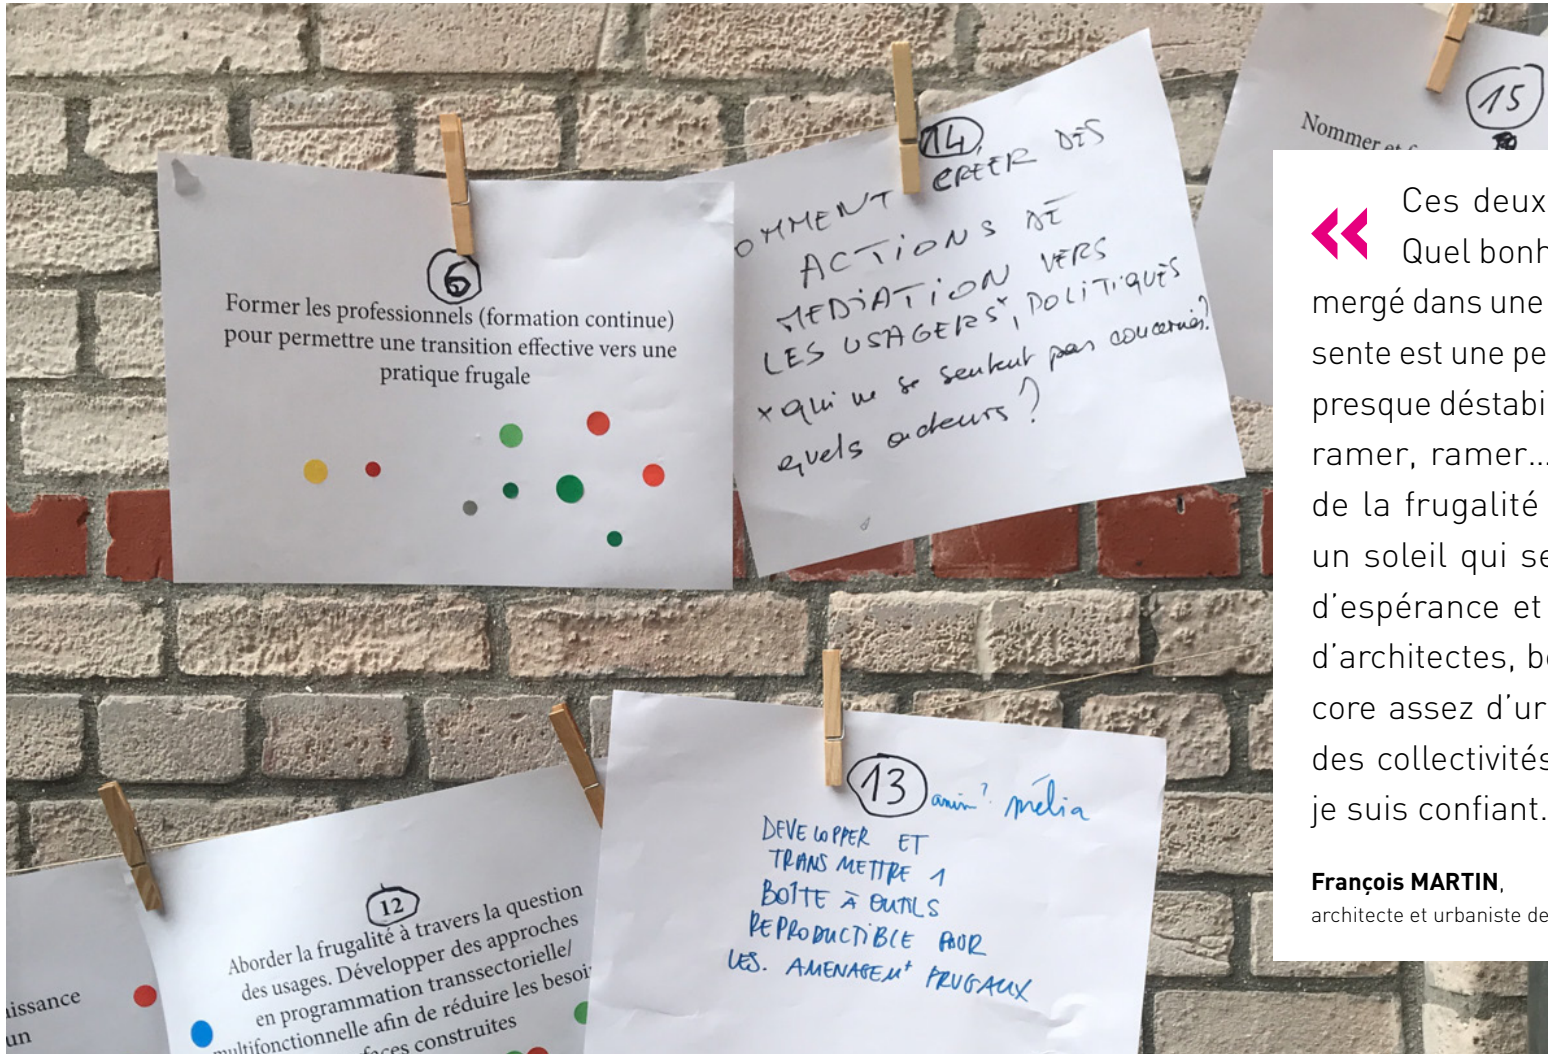 6
Former les professionnels (formation continue)
pour permettre une transition effective vers une
pratique frugale
14
OMMENT CRÉER DES
ACTIONS DE
MEDIATION VERS
LES USAGERS*, POLITIQUES
* qui ne se sentent pas concernés?
quels acteurs?
15
Nommer et
12
Aborder la frugalité à travers la question
des usages. Développer des approches
en programmation transsectorielle/
multifonctionnelle afin de réduire les besoi
faces construites
13
anim? média
DEVELOPPER ET
TRANSMETTRE 1
BOÎTE À OUTILS
REPRODUCTIBLE POUR
LES. AMENAGEMt FRUGAUX
issance
un
« Ces deux
Quel bonh
mergé dans une
sente est une pe
presque déstabi
ramer, ramer...
de la frugalité
un soleil qui se
d'espérance et
d'architectes, b
core assez d'ur
des collectivités
je suis confiant.
François MARTIN,
architecte et urbaniste de